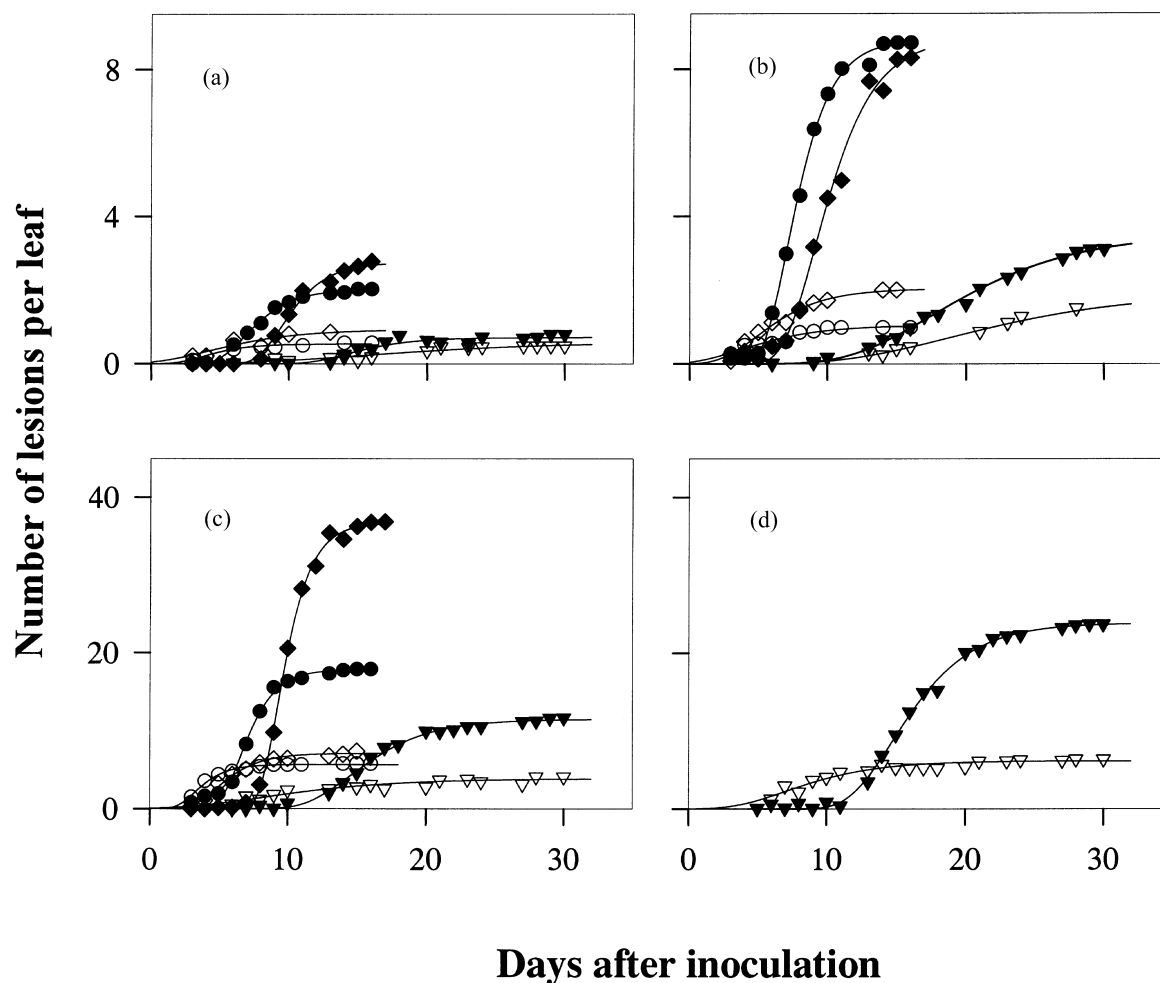 (a)
(b)
8
4
0
Number of lesions per leaf
(c)
(d)
40
20
0
0 10 20 30
0 10 20 30
Days after inoculation